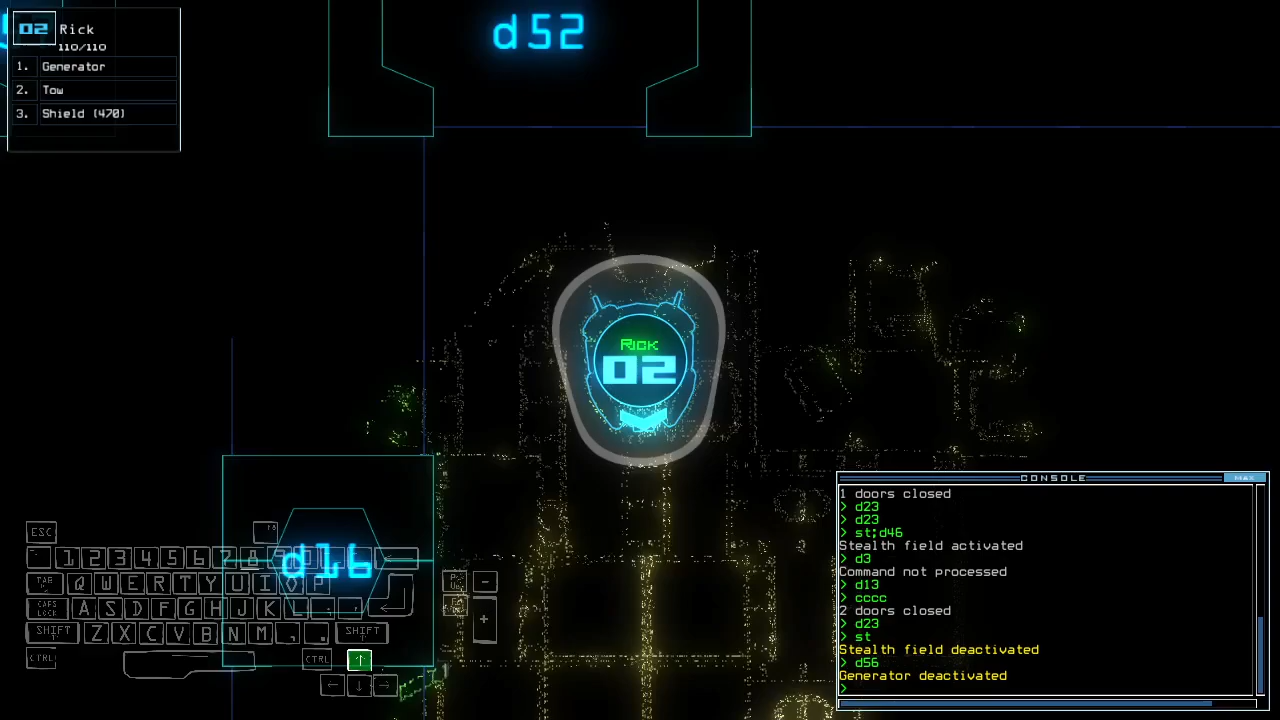 02 Rick
110/110
1. Generator
2. Tow
3. Shield (470)
d52
Rick
02
d16
ESC
1 2 3 4 5 6 7 8 9
TAB Q W E R T Y U I O P
CAPS LOCK A S D F G H J K L
SHIFT Z X C V B N M , . SHIFT
CTRL CTRL ↑
← ↓ →
- 
+
CONSOLE MAX
1 doors closed
> d23
> d23
> st;d46
Stealth field activated
> d3
Command not processed
> d13
> cccc
2 doors closed
> d23
> st
Stealth field deactivated
> d56
Generator deactivated
>